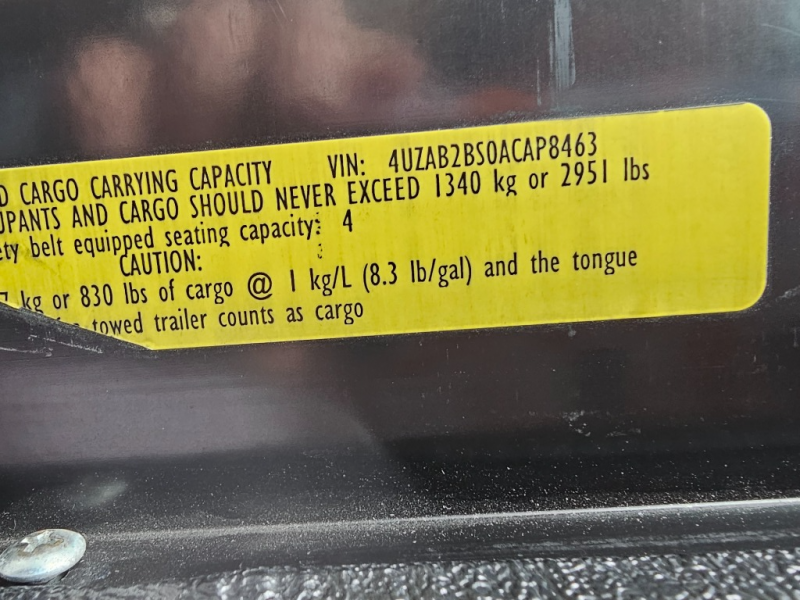 D CARGO CARRYING CAPACITY VIN: 4UZAB2BS0ACAP8463
UPANTS AND CARGO SHOULD NEVER EXCEED 1340 kg or 2951 lbs
ety belt equipped seating capacity: 4
CAUTION:
7 kg or 830 lbs of cargo @ 1 kg/L (8.3 lb/gal) and the tongue
towed trailer counts as cargo